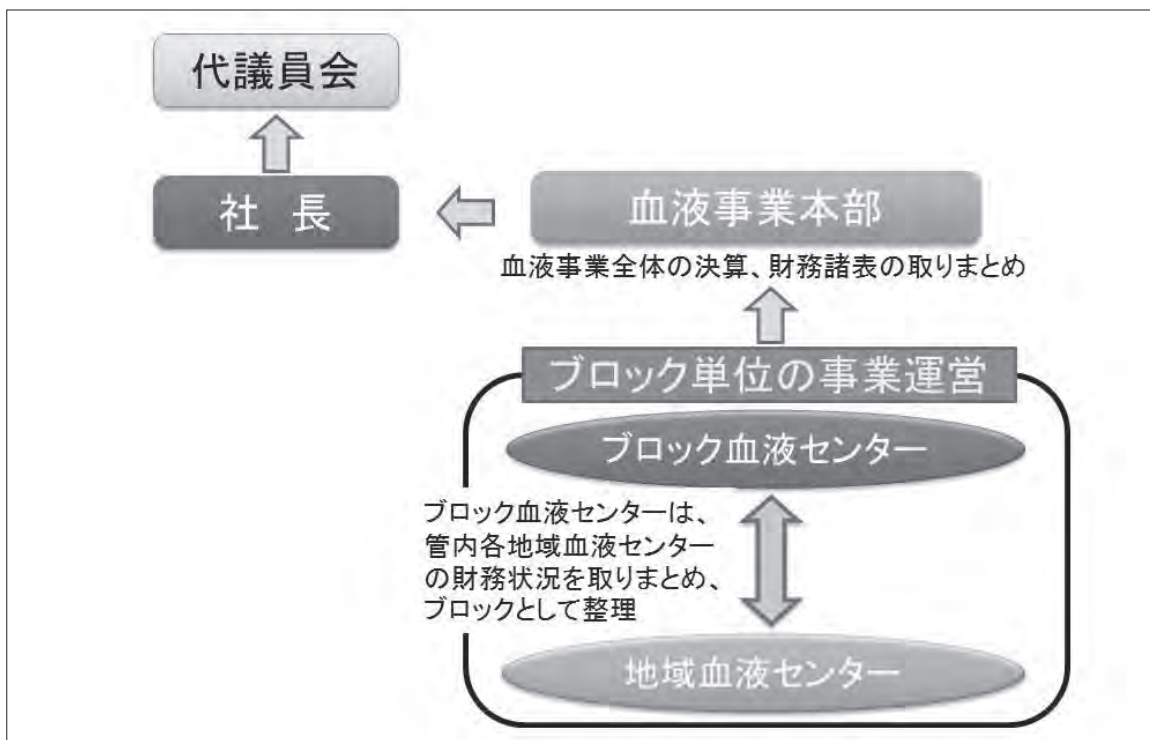 代議員会
社 長
血液事業本部
血液事業全体の決算、財務諸表の取りまとめ
ブロック単位の事業運営
ブロック血液センター
ブロック血液センターは、
管内各地域血液センター
の財務状況を取りまとめ、
ブロックとして整理
地域血液センター